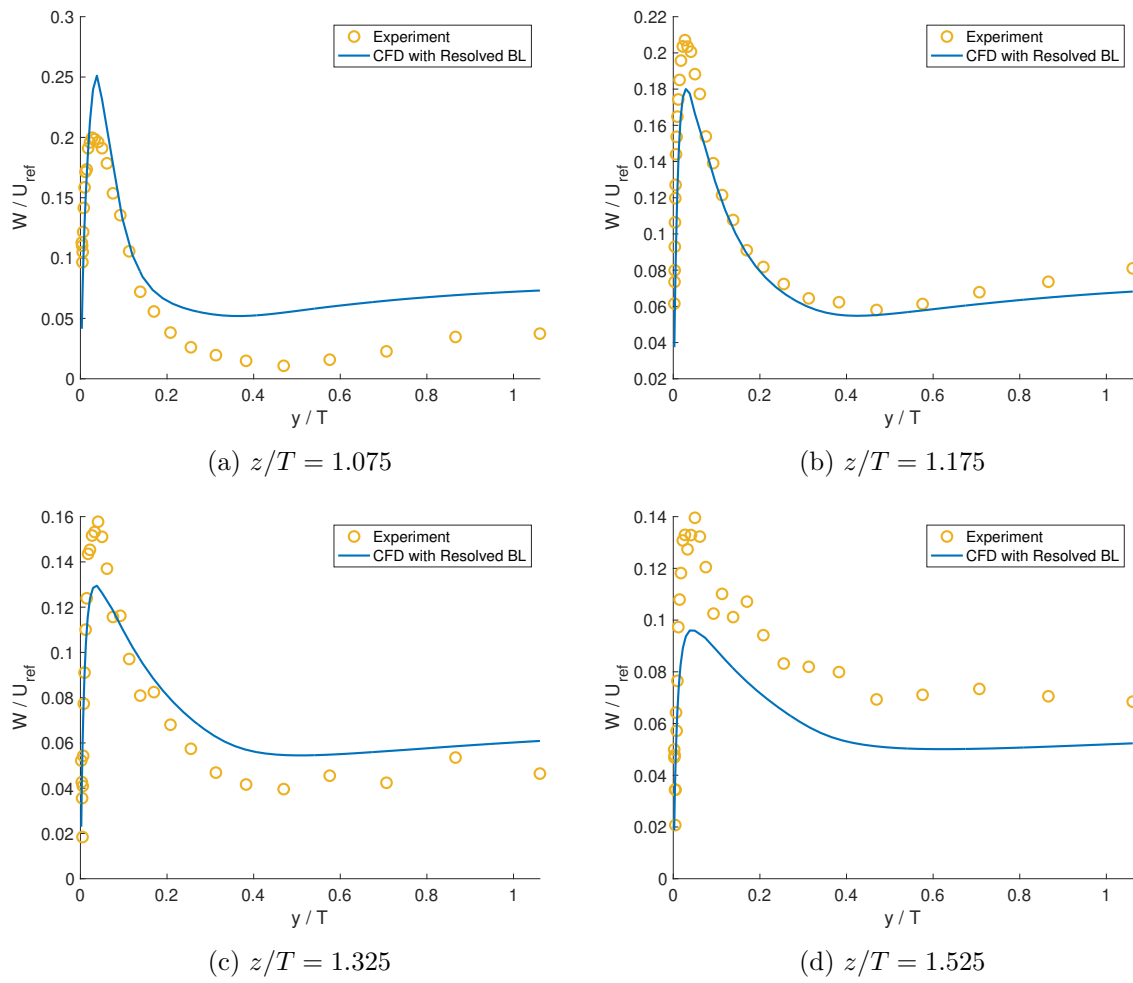 0.3
0.25
0.2
0.15
0.1
0.05
0
W / U_ref
0 0.2 0.4 0.6 0.8 1
y / T
Experiment
CFD with Resolved BL
(a) z/T = 1.075
0.22
0.20
0.18
0.16
0.14
0.12
0.1
0.08
0.06
0.04
0.02
W / U_ref
0 0.2 0.4 0.6 0.8 1
y / T
Experiment
CFD with Resolved BL
(b) z/T = 1.175
0.16
0.14
0.12
0.1
0.08
0.06
0.04
0.02
0
W / U_ref
0 0.2 0.4 0.6 0.8 1
y / T
Experiment
CFD with Resolved BL
(c) z/T = 1.325
0.14
0.12
0.1
0.08
0.06
0.04
0.02
0
W / U_ref
0 0.2 0.4 0.6 0.8 1
y / T
Experiment
CFD with Resolved BL
(d) z/T = 1.525